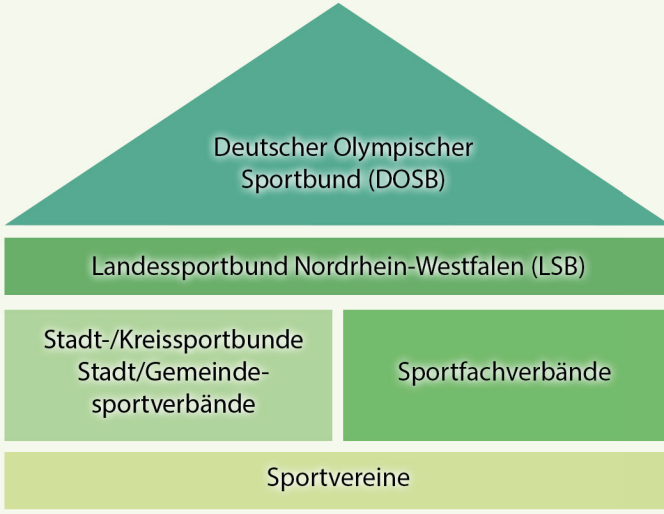 Deutscher Olympischer
Sportbund (DOSB)
Landessportbund Nordrhein-Westfalen (LSB)
Stadt-/Kreissportbunde
Stadt/Gemeinde-
sportverbände
Sportfachverbände
Sportvereine